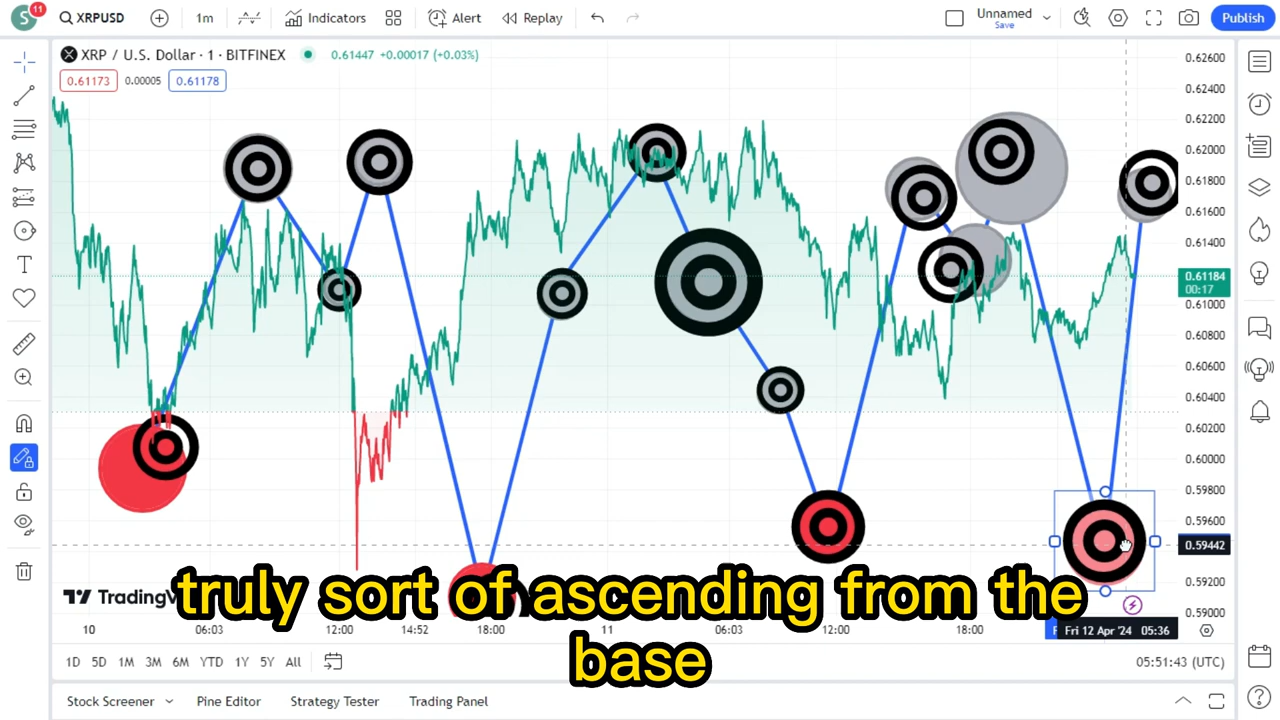 S
11
XRPUSD
1m
Indicators
Alert
Replay
Unnamed
Save
Publish
XRP / U.S. Dollar · 1 · BITFINEX
0.61447 +0.00017 (+0.03%)
0.61173
0.00005
0.61178
0.62600
0.62400
0.62200
0.62000
0.61800
0.61600
0.61400
0.61184
00:17
0.61000
0.60800
0.60600
0.60400
0.60200
0.60000
0.59800
0.59600
0.59442
0.59200
0.59000
truly sort of ascending from the
base
10
06:03
12:00
14:52
18:00
11
06:03
12:00
18:00
Fri 12 Apr '24 05:36
1D 5D 1M 3M 6M YTD 1Y 5Y All
05:51:43 (UTC)
Stock Screener
Pine Editor
Strategy Tester
Trading Panel